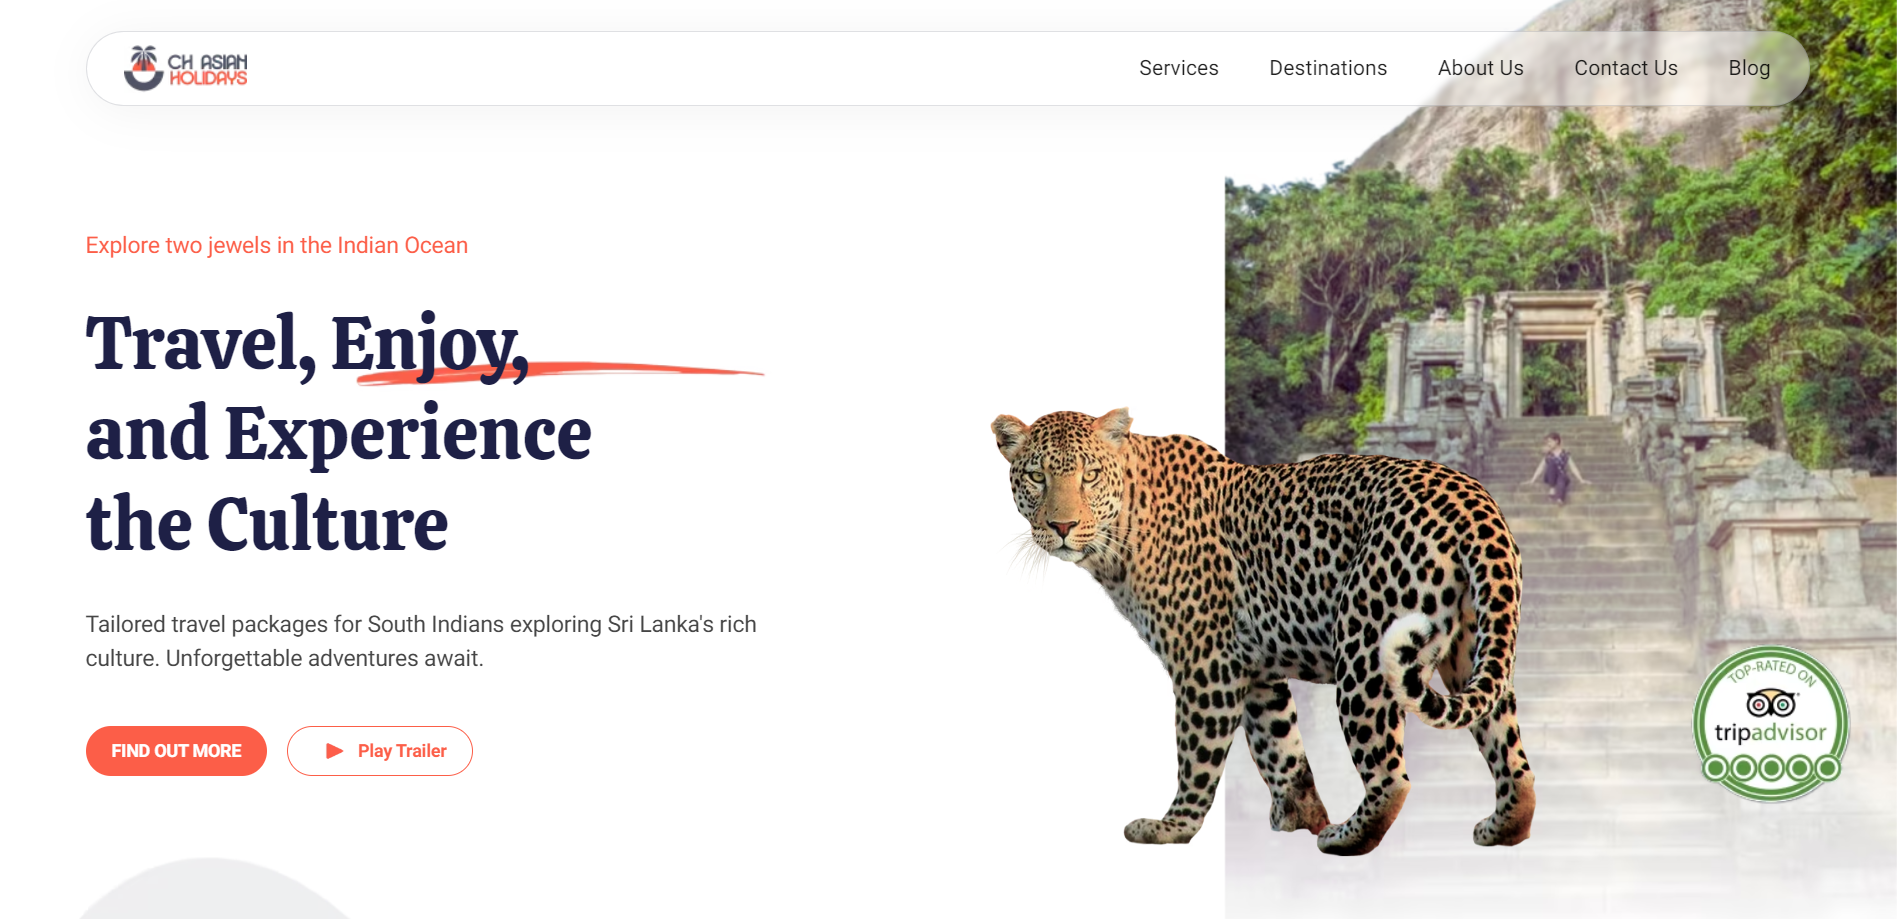 CH ASIAN
HOLIDAYS
Services
Destinations
About Us
Contact Us
Blog
Explore two jewels in the Indian Ocean
Travel, Enjoy,
and Experience
the Culture
Tailored travel packages for South Indians exploring Sri Lanka's rich
culture. Unforgettable adventures await.
FIND OUT MORE
Play Trailer
TOP-RATED ON
tripadvisor